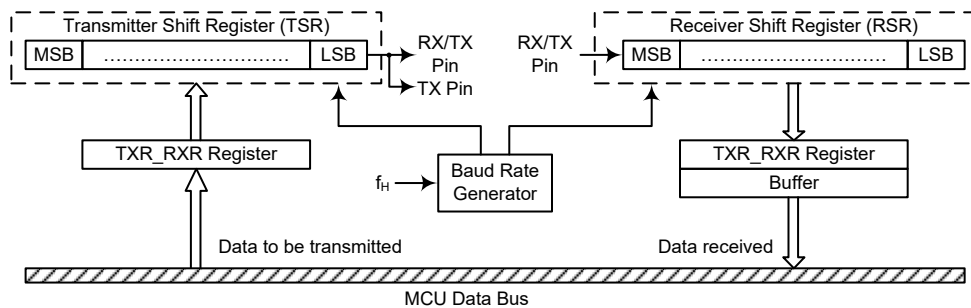 Transmitter Shift Register (TSR)
MSB ………………………… LSB
RX/TX
Pin
TX Pin
Receiver Shift Register (RSR)
RX/TX
Pin
MSB ………………………… LSB
TXR_RXR Register
fH
Baud Rate
Generator
TXR_RXR Register
Buffer
Data to be transmitted
Data received
MCU Data Bus